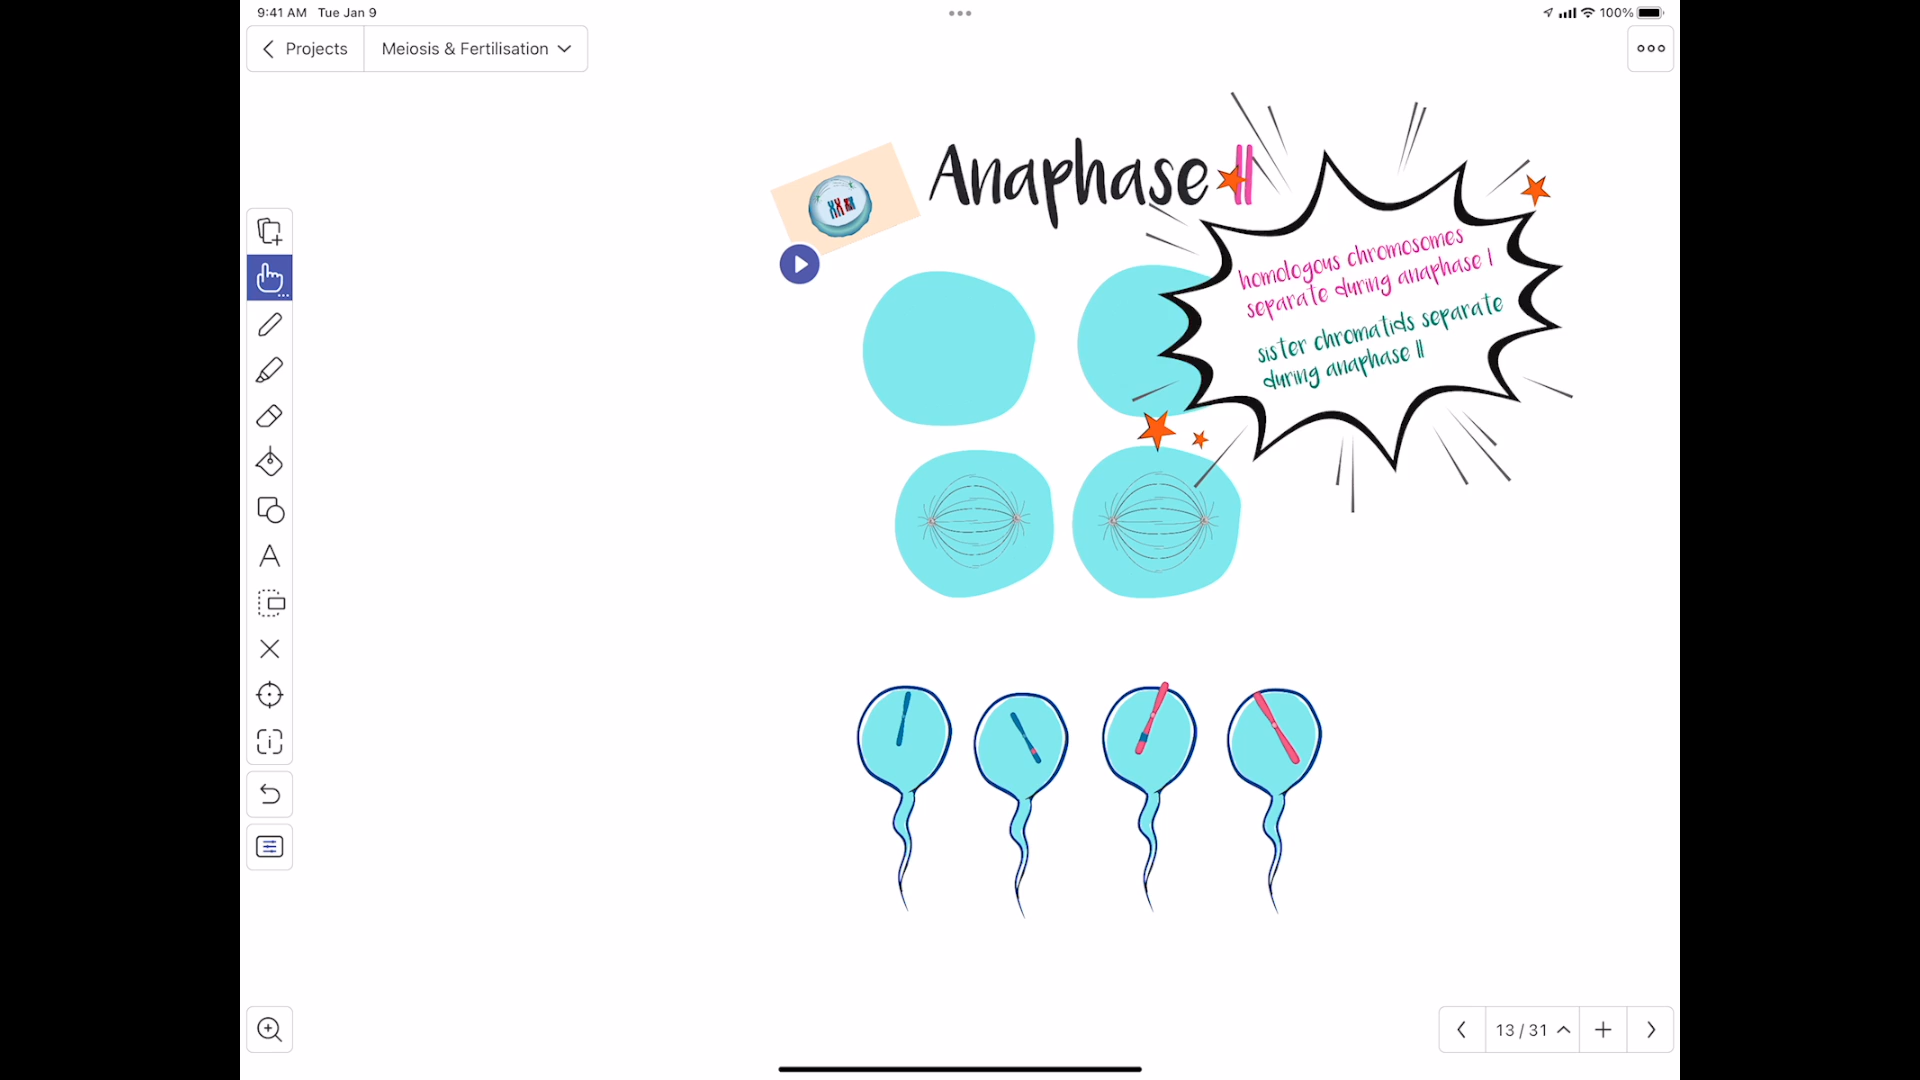 9:41 AM Tue Jan 9
100%
Projects
Meiosis & Fertilisation
Anaphase II
homologous chromosomes
separate during anaphase I
sister chromatids separate
during anaphase II
13 / 31